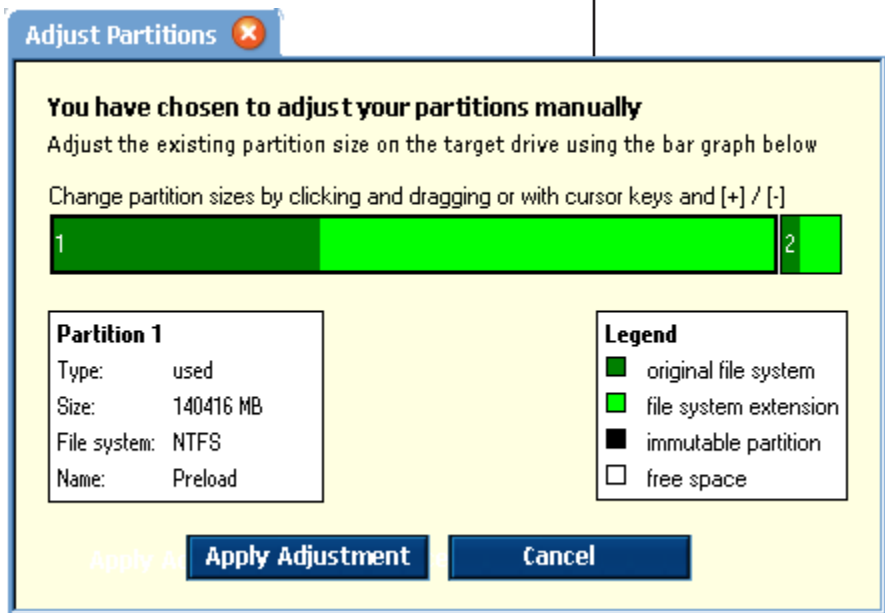 Adjust Partitions
You have chosen to adjust your partitions manually
Adjust the existing partition size on the target drive using the bar graph below
Change partition sizes by clicking and dragging or with cursor keys and [+] / [-]
1 2
Partition 1
Type: used
Size: 140416 MB
File system: NTFS
Name: Preload
Legend
original file system
file system extension
immutable partition
free space
Apply Adjustment Cancel